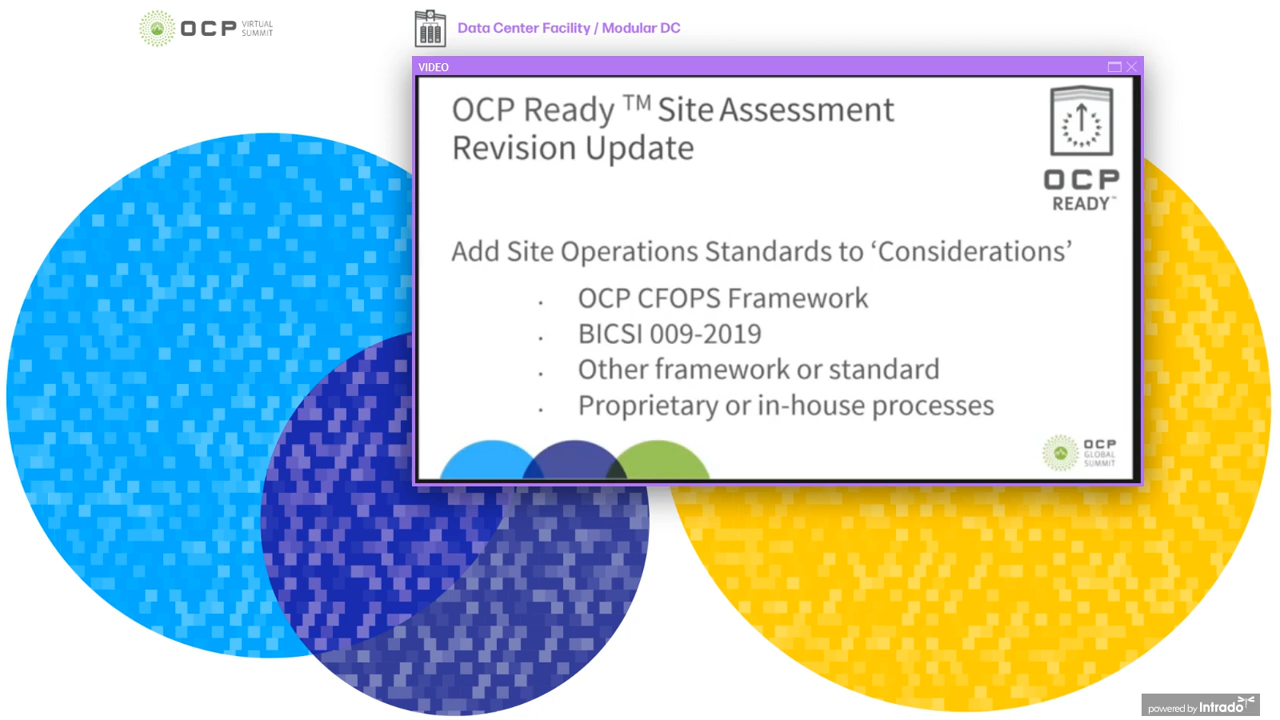 OCP VIRTUAL SUMMIT
Data Center Facility / Modular DC
VIDEO
OCP Ready ™ Site Assessment
Revision Update
OCP
READY™
Add Site Operations Standards to ‘Considerations’
· OCP CFOPS Framework
· BICSI 009-2019
· Other framework or standard
· Proprietary or in-house processes
OCP
GLOBAL
SUMMIT
powered by Intrado